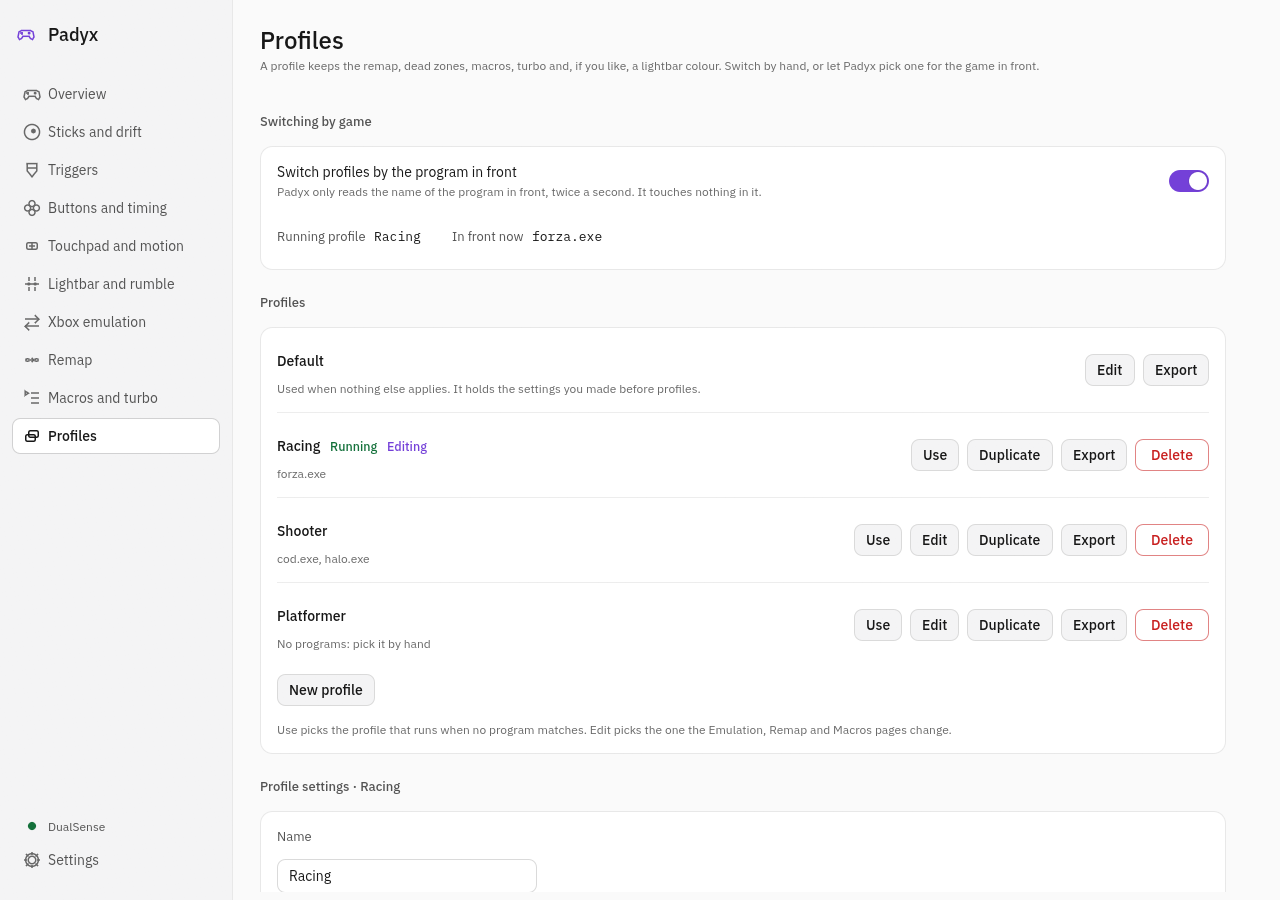 Padyx
Overview
Sticks and drift
Triggers
Buttons and timing
Touchpad and motion
Lightbar and rumble
Xbox emulation
Remap
Macros and turbo
Profiles
DualSense
Settings
Profiles
A profile keeps the remap, dead zones, macros, turbo and, if you like, a lightbar colour. Switch by hand, or let Padyx pick one for the game in front.
Switching by game
Switch profiles by the program in front
Padyx only reads the name of the program in front, twice a second. It touches nothing in it.
Running profile Racing In front now forza.exe
Profiles
Default
Edit Export
Used when nothing else applies. It holds the settings you made before profiles.
Racing Running Editing
Use Duplicate Export Delete
forza.exe
Shooter
Use Edit Duplicate Export Delete
cod.exe, halo.exe
Platformer
Use Edit Duplicate Export Delete
No programs: pick it by hand
New profile
Use picks the profile that runs when no program matches. Edit picks the one the Emulation, Remap and Macros pages change.
Profile settings · Racing
Name
Racing